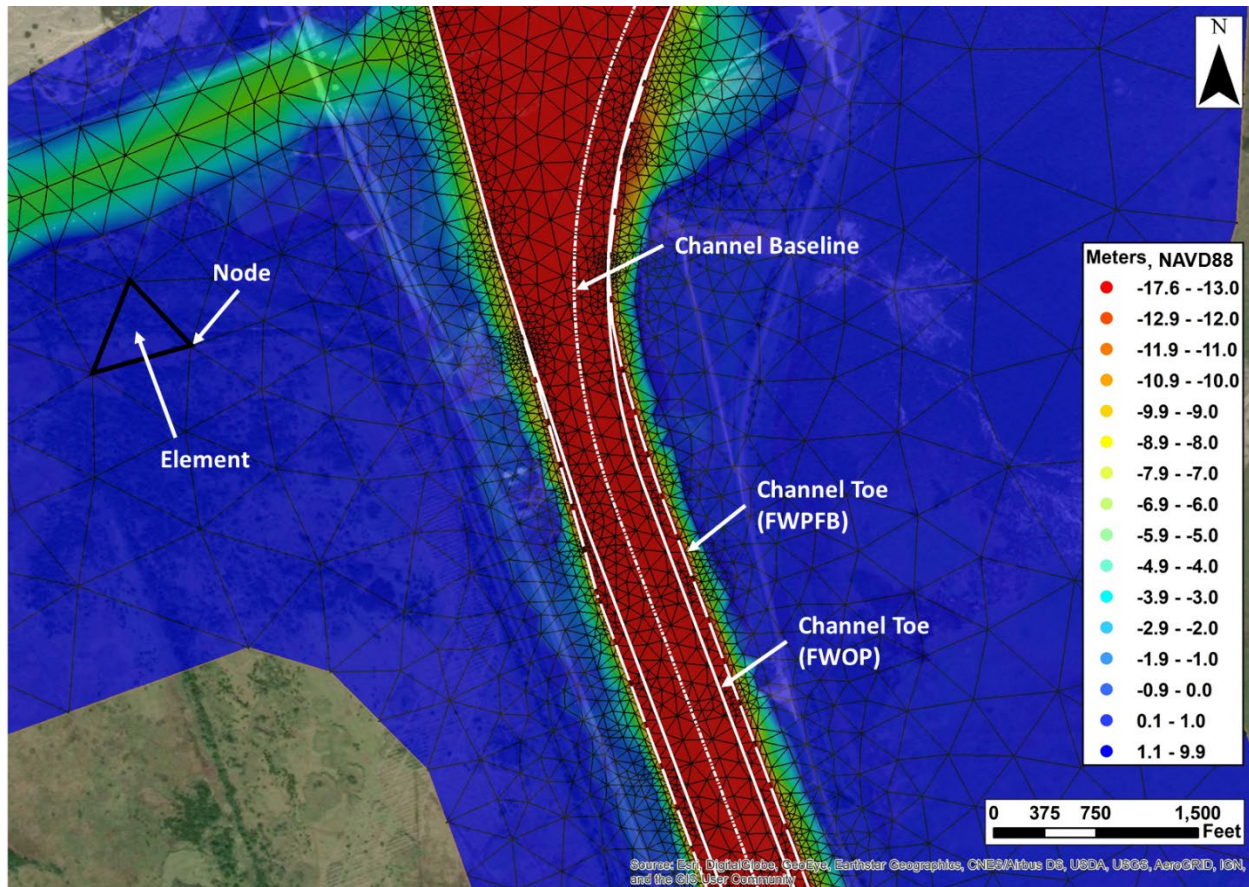 N
Channel Baseline
Node
Element
Channel Toe
(FWPFB)
Channel Toe
(FWOP)
Meters, NAVD88
-17.6 - -13.0
-12.9 - -12.0
-11.9 - -11.0
-10.9 - -10.0
-9.9 - -9.0
-8.9 - -8.0
-7.9 - -7.0
-6.9 - -6.0
-5.9 - -5.0
-4.9 - -4.0
-3.9 - -3.0
-2.9 - -2.0
-1.9 - -1.0
-0.9 - 0.0
0.1 - 1.0
1.1 - 9.9
0 375 750 1,500
Feet
Source: Esri, DigitalGlobe, GeoEye, Earthstar Geographics, CNES/Airbus DS, USDA, USGS, AeroGRID, IGN,
and the GIS User Community